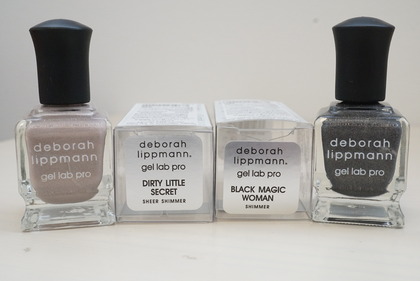 deborah
lippmann
gel lab pro
deborah
lippmann.
gel lab pro
DIRTY LITTLE
SECRET
SHEER SHIMMER
deborah
lippmann.
gel lab pro
BLACK MAGIC
WOMAN
SHIMMER
deborah
lippmann
gel lab pro